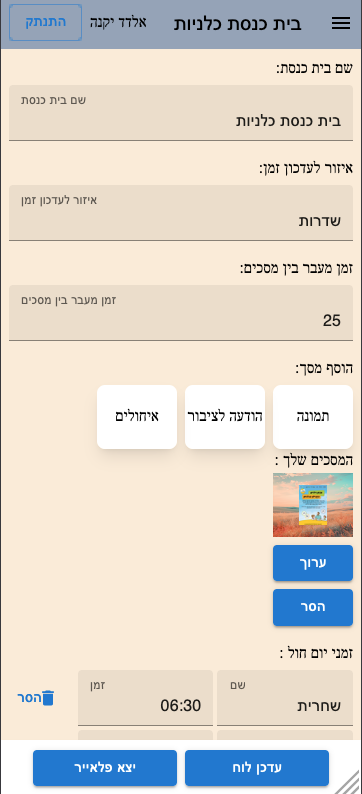 בית כנסת כלניות
אלדד יקנה
התנתק
שם בית כנסת:
שם בית כנסת
בית כנסת כלניות
איזור לעדכון זמן:
איזור לעדכון זמן
שדרות
זמן מעבר בין מסכים:
זמן מעבר בין מסכים
25
הוסף מסך:
תמונה
הודעה לציבור
איחולים
המסכים שלך :
ערוך
הסר
זמני יום חול :
שם
שחרית
זמן
06:30
הסר
עדכן לוח
יצא פלאייר